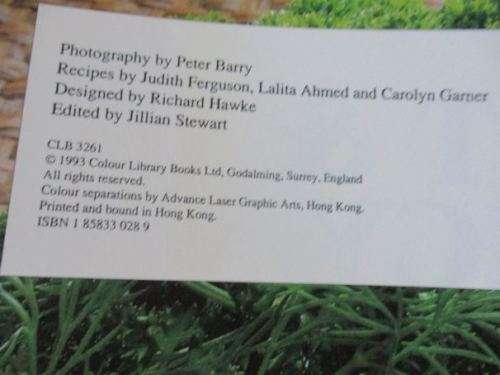 Photography by Peter Barry
Recipes by Judith Ferguson, Lalita Ahmed and Carolyn Garner
Designed by Richard Hawke
Edited by Jillian Stewart
CLB 3261
© 1993 Colour Library Books Ltd, Godalming, Surrey, England
All rights reserved.
Colour separations by Advance Laser Graphic Arts, Hong Kong.
Printed and bound in Hong Kong.
ISBN 1 85833 028 9